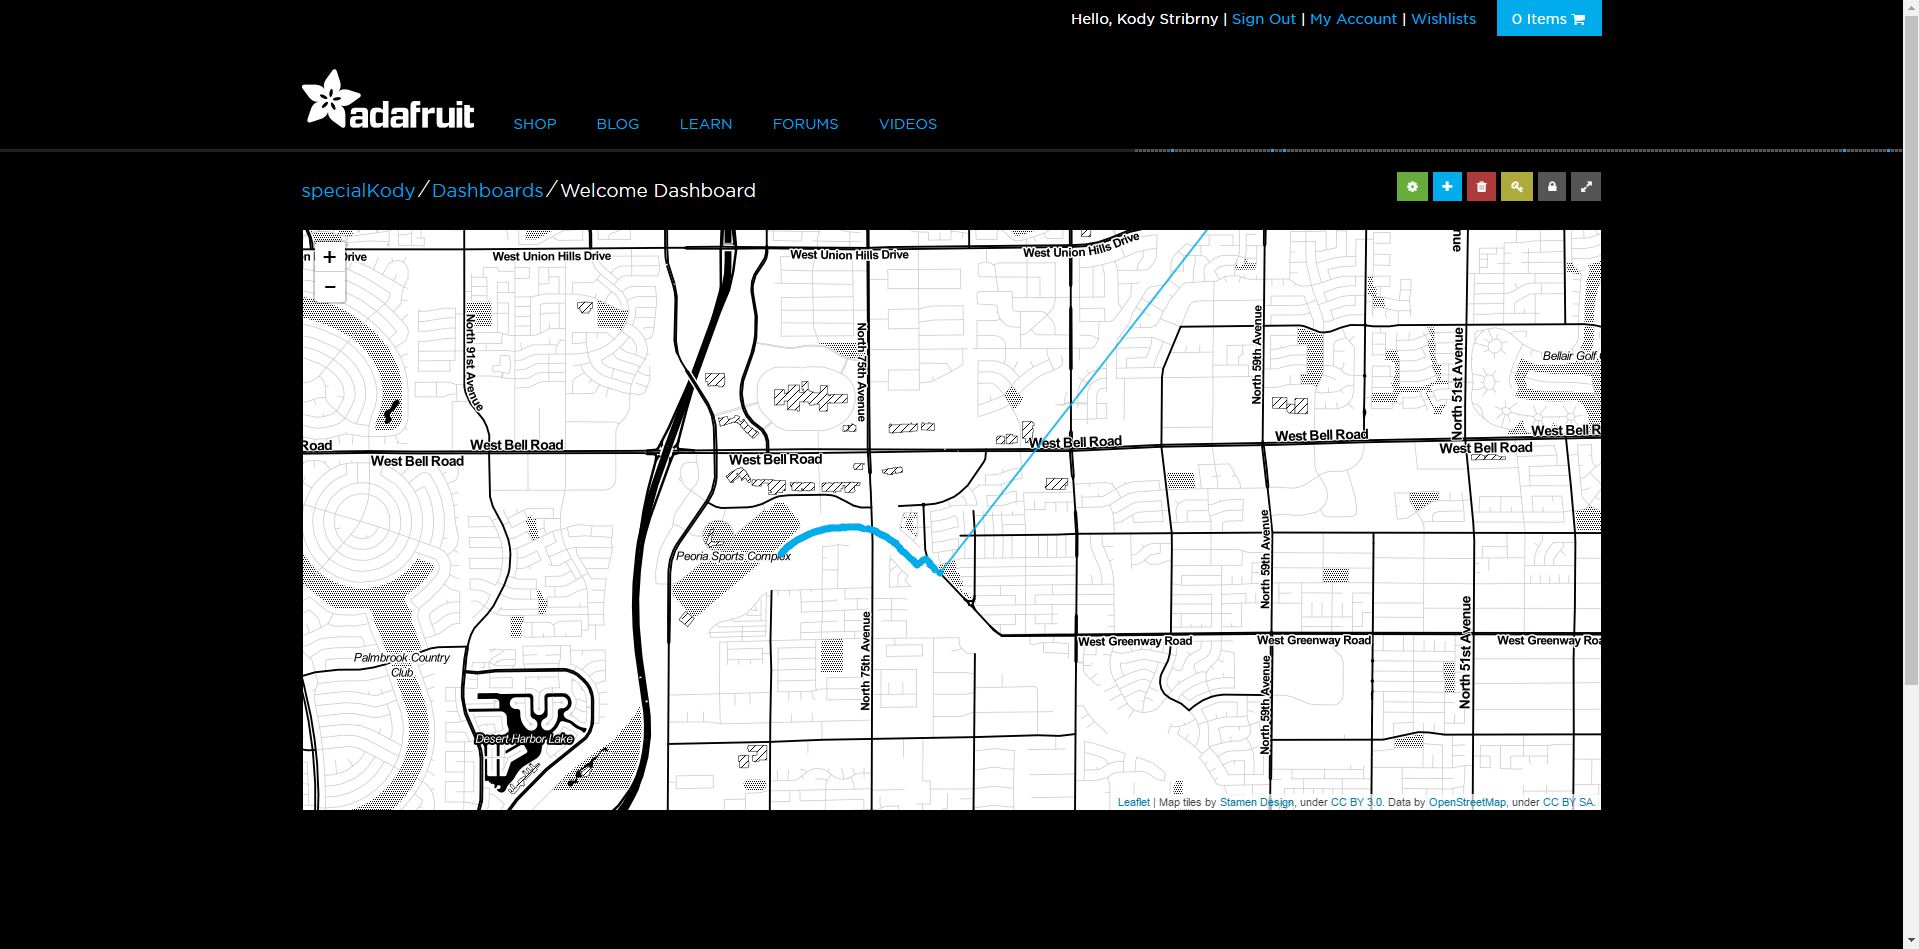 Hello, Kody Stribrny | Sign Out | My Account | Wishlists
0 Items
adafruit
SHOP BLOG LEARN FORUMS VIDEOS
specialKody / Dashboards / Welcome Dashboard
+
−
Drive
West Union Hills Drive
West Union Hills Drive
West Union Hills Drive
North 91st Avenue
North 75th Avenue
North 59th Avenue
North 51st Avenue
Bellair Golf
Road
West Bell Road
West Bell Road
West Bell Road
West Bell Road
West Bell Road
West Bell Road
West Bell R
Peoria Sports Complex
North 59th Avenue
North 75th Avenue
North 51st Avenue
West Greenway Road
West Greenway Road
West Greenway Roa
Palmbrook Country
Club
North 59th Avenue
Desert Harbor Lake
Leaflet | Map tiles by Stamen Design, under CC BY 3.0. Data by OpenStreetMap, under CC BY SA.